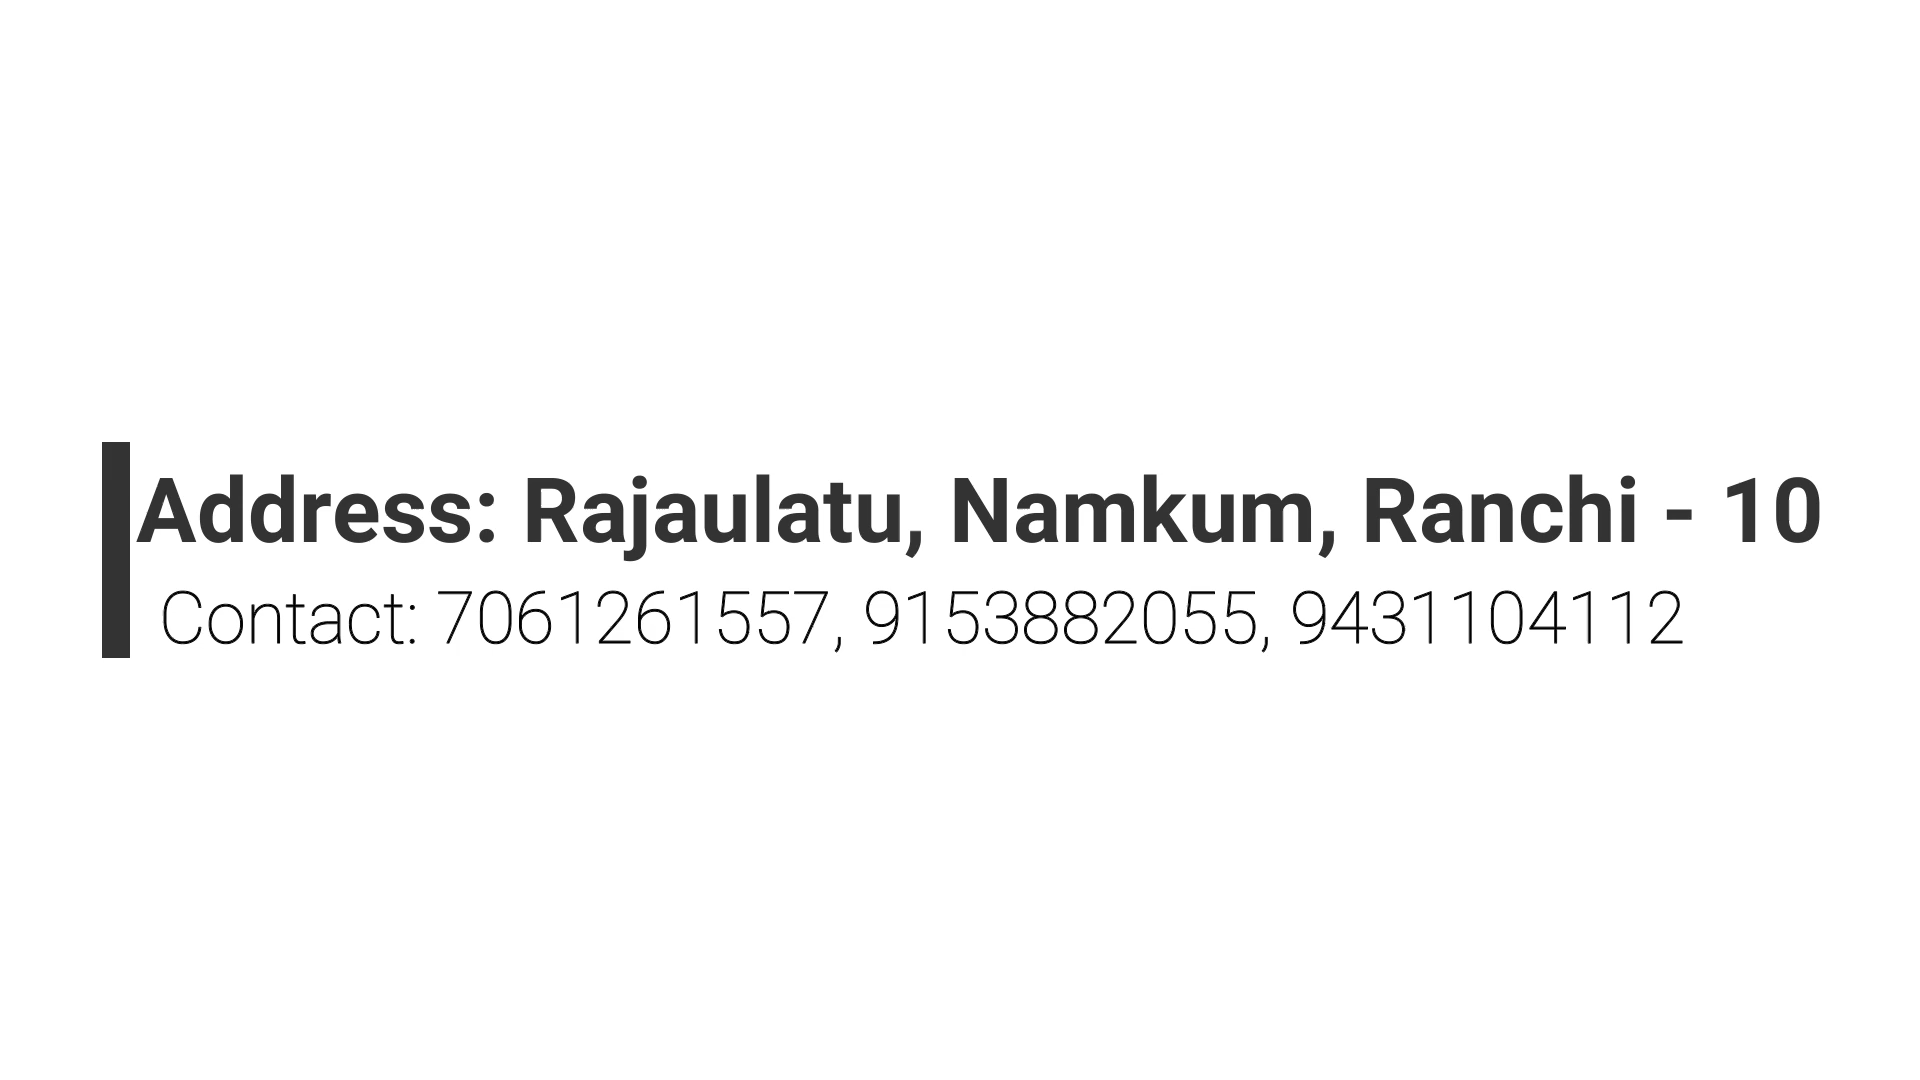 Address: Rajaulatu, Namkum, Ranchi - 10
Contact: 7061261557, 9153882055, 9431104112